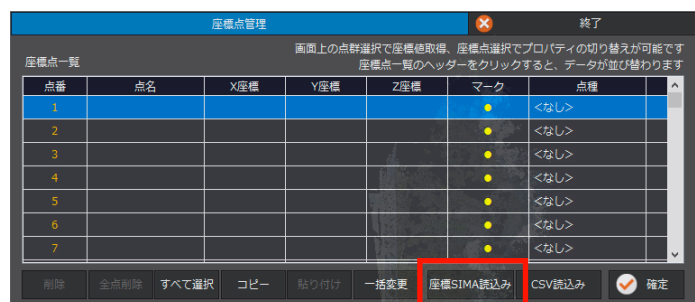 座標点管理 終了
画面上の点群選択で座標値取得、座標点選択でプロパティの切り替えが可能です
座標点一覧 座標点一覧のヘッダーをクリックすると、データが並び替わります
点番 点名 X座標 Y座標 Z座標 マーク 点種
1 ● <なし>
2 ● <なし>
3 ● <なし>
4 ● <なし>
5 ● <なし>
6 ● <なし>
7 ● <なし>
削除 全点削除 すべて選択 コピー 貼り付け 一括変更 座標SIMA読込み CSV読込み 確定